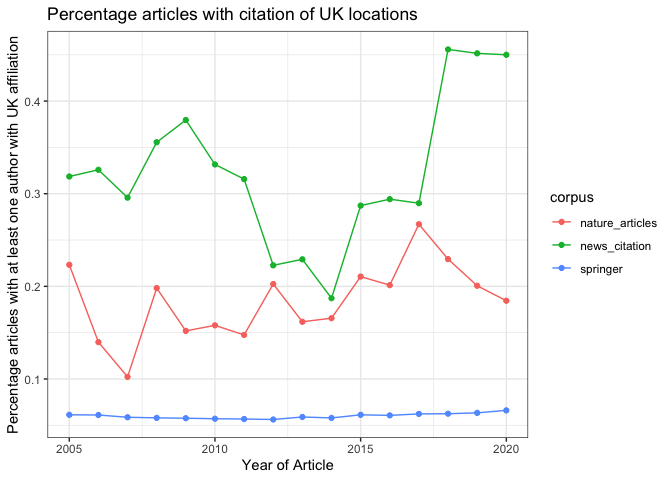 Percentage articles with citation of UK locations
Percentage articles with at least one author with UK affiliation
0.4
0.3
0.2
0.1
2005
2010
2015
2020
Year of Article
corpus
nature_articles
news_citation
springer